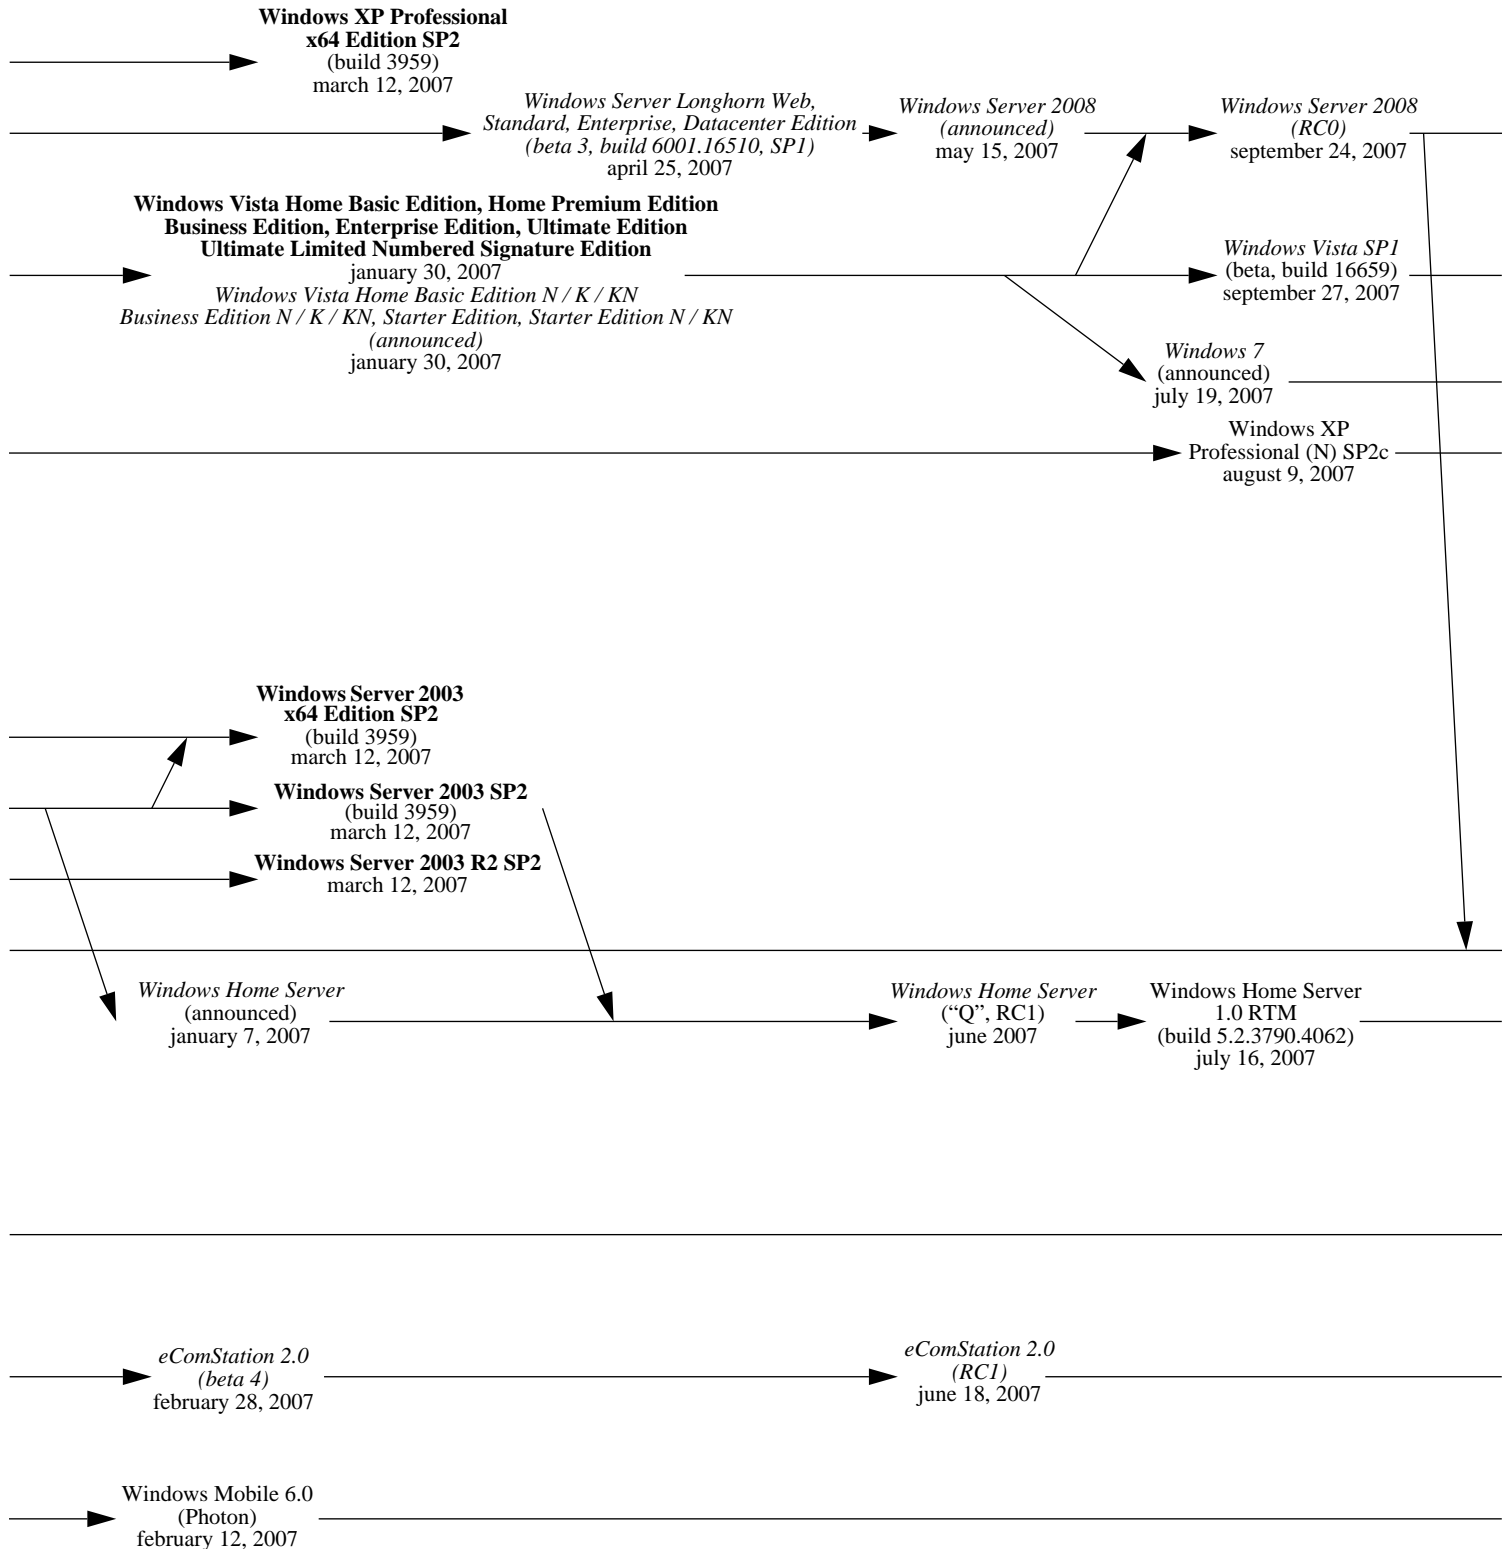 Windows XP Professional
x64 Edition SP2
(build 3959)
march 12, 2007
Windows Server Longhorn Web,
Standard, Enterprise, Datacenter Edition
(beta 3, build 6001.16510, SP1)
april 25, 2007
Windows Server 2008
(announced)
may 15, 2007
Windows Server 2008
(RC0)
september 24, 2007
Windows Vista Home Basic Edition, Home Premium Edition
Business Edition, Enterprise Edition, Ultimate Edition
Ultimate Limited Numbered Signature Edition
january 30, 2007
Windows Vista Home Basic Edition N / K / KN
Business Edition N / K / KN, Starter Edition, Starter Edition N / KN
(announced)
january 30, 2007
Windows Vista SP1
(beta, build 16659)
september 27, 2007
Windows 7
(announced)
july 19, 2007
Windows XP
Professional (N) SP2c
august 9, 2007
Windows Server 2003
x64 Edition SP2
(build 3959)
march 12, 2007
Windows Server 2003 SP2
(build 3959)
march 12, 2007
Windows Server 2003 R2 SP2
march 12, 2007
Windows Home Server
(announced)
january 7, 2007
Windows Home Server
(“Q”, RC1)
june 2007
Windows Home Server
1.0 RTM
(build 5.2.3790.4062)
july 16, 2007
eComStation 2.0
(beta 4)
february 28, 2007
eComStation 2.0
(RC1)
june 18, 2007
Windows Mobile 6.0
(Photon)
february 12, 2007